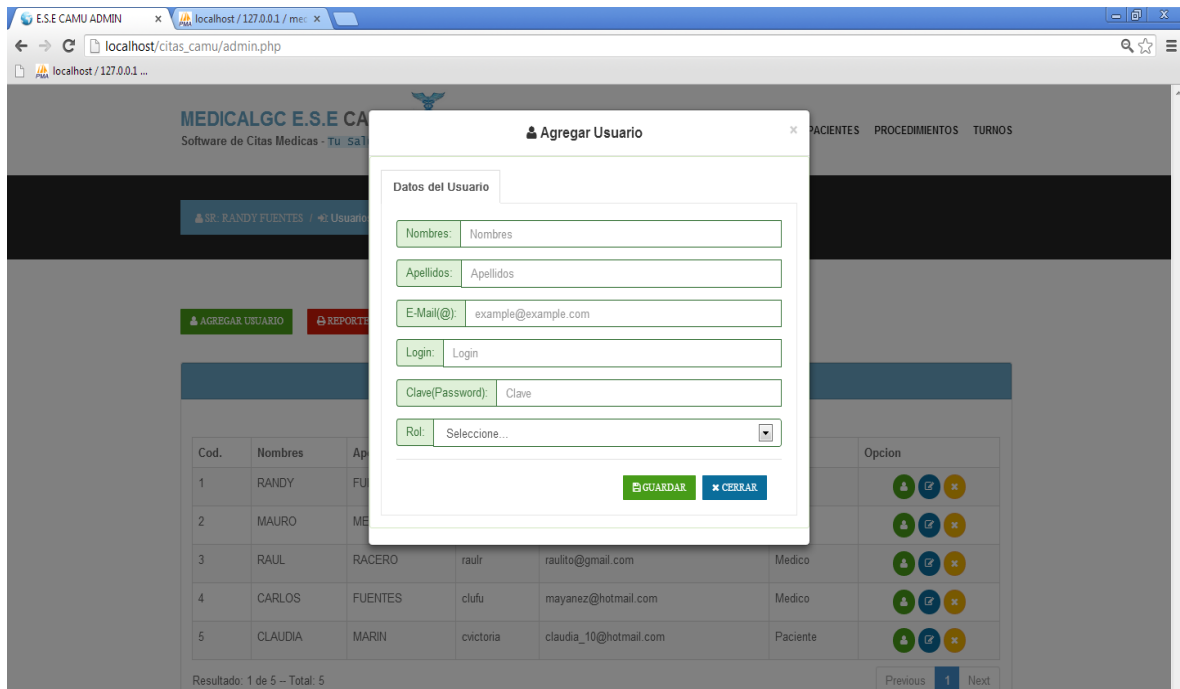 E.S.E CAMU ADMIN
localhost / 127.0.0.1 / mec
localhost/citas_camu/admin.php
localhost / 127.0.0.1 ...
MEDICALGC E.S.E CA
Software de Citas Medicas - Tu Sal
PACIENTES PROCEDIMIENTOS TURNOS
SR: RANDY FUENTES / Usuario
AGREGAR USUARIO REPORTE
Agregar Usuario ×
Datos del Usuario
Nombres: Nombres
Apellidos: Apellidos
E-Mail(@): example@example.com
Login: Login
Clave(Password): Clave
Rol: Seleccione...
GUARDAR CERRAR
Cod. Nombres Ap Opcion
1 RANDY FU
2 MAURO ME
3 RAUL RACERO raulr raulito@gmail.com Medico
4 CARLOS FUENTES clufu mayanez@hotmail.com Medico
5 CLAUDIA MARIN cvictoria claudia_10@hotmail.com Paciente
Resultado: 1 de 5 – Total: 5
Previous 1 Next